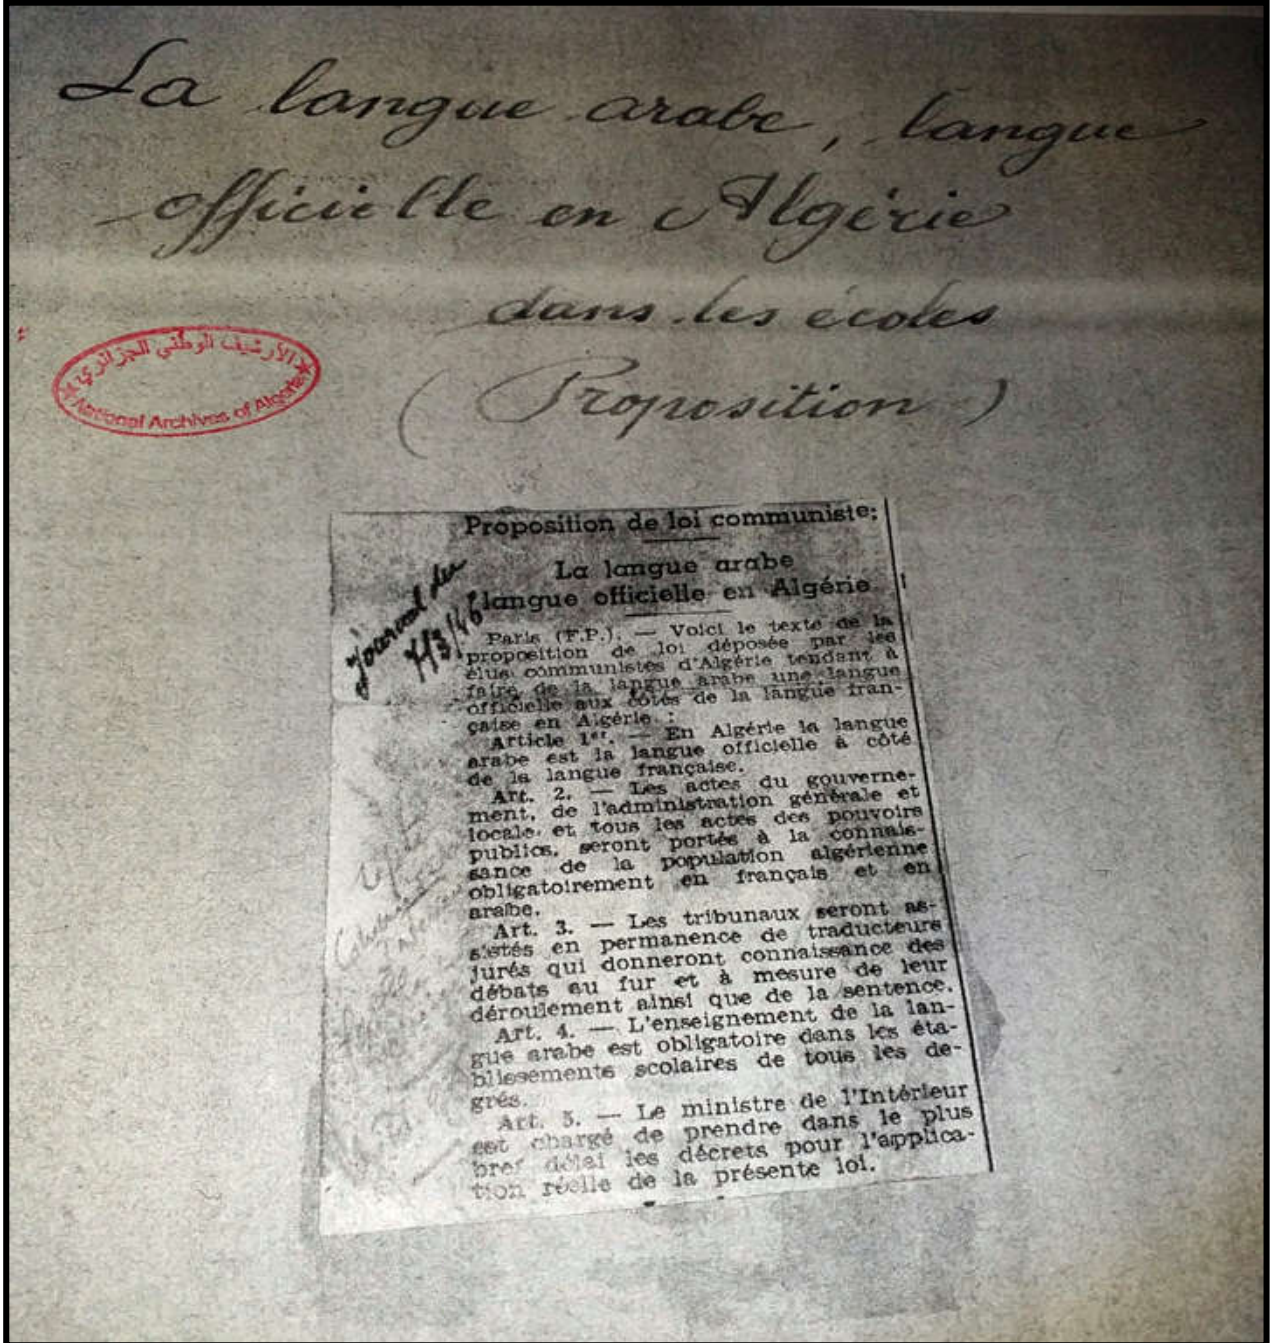 La langue arabe, langue
officielle en Algérie
dans les écoles
(Proposition)
الأرشيف الوطني الجزائري
National Archives of Algeria
Proposition de loi communiste:
La langue arabe
langue officielle en Algérie
Journal du
7/3/46
Paris (F.P.). — Voici le texte de la
proposition de loi déposée par les
élus communistes d'Algérie tendant à
faire de la langue arabe une langue
officielle aux côtés de la langue fran-
çaise en Algérie :
Article 1er. — En Algérie la langue
arabe est la langue officielle à côté
de la langue française.
Art. 2. — Les actes du gouverne-
ment, de l'administration générale et
locale et tous les actes des pouvoirs
publics, seront portés à la connais-
sance de la population algérienne
obligatoirement en français et en
arabe.
Art. 3. — Les tribunaux seront as-
sistés en permanence de traducteurs
jurés qui donneront connaissance des
débats au fur et à mesure de leur
déroulement ainsi que de la sentence.
Art. 4. — L'enseignement de la lan-
gue arabe est obligatoire dans les éta-
blissements scolaires de tous les de-
grés.
Art. 5. — Le ministre de l'Intérieur
est chargé de prendre dans le plus
bref délai les décrets pour l'applica-
tion réelle de la présente loi.